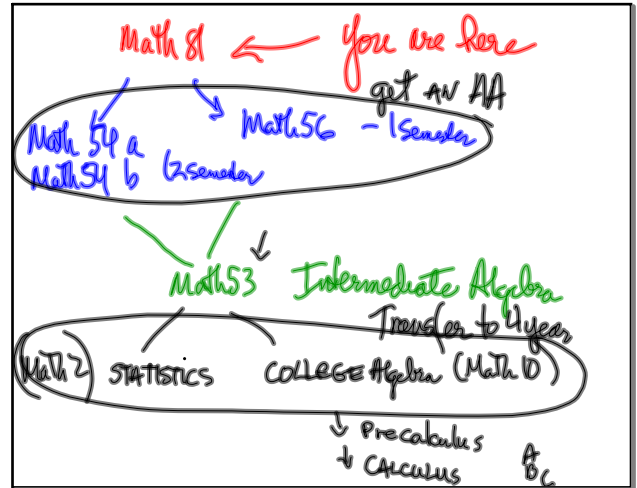 Math 81 You are here
get AN AA
Math 54 a Math 56 - 1 Semester
Math 54 b (2 semester
Math 53 Intermediate Algebra
Transfer to 4 year
(Math 2) STATISTICS COLLEGE Algebra (Math 10)
Precalculus A
CALCULUS B C